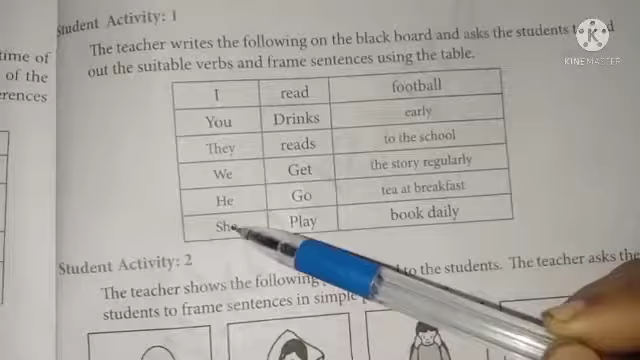 Student Activity: 1
The teacher writes the following on the black board and asks the students
out the suitable verbs and frame sentences using the table.
time of
of the
erences
I read football
You Drinks early
They reads to the school
We Get the story regularly
He Go tea at breakfast
She Play book daily
Student Activity: 2
The teacher shows the following to the students. The teacher asks the
students to frame sentences in simple
K
KINEMASTER